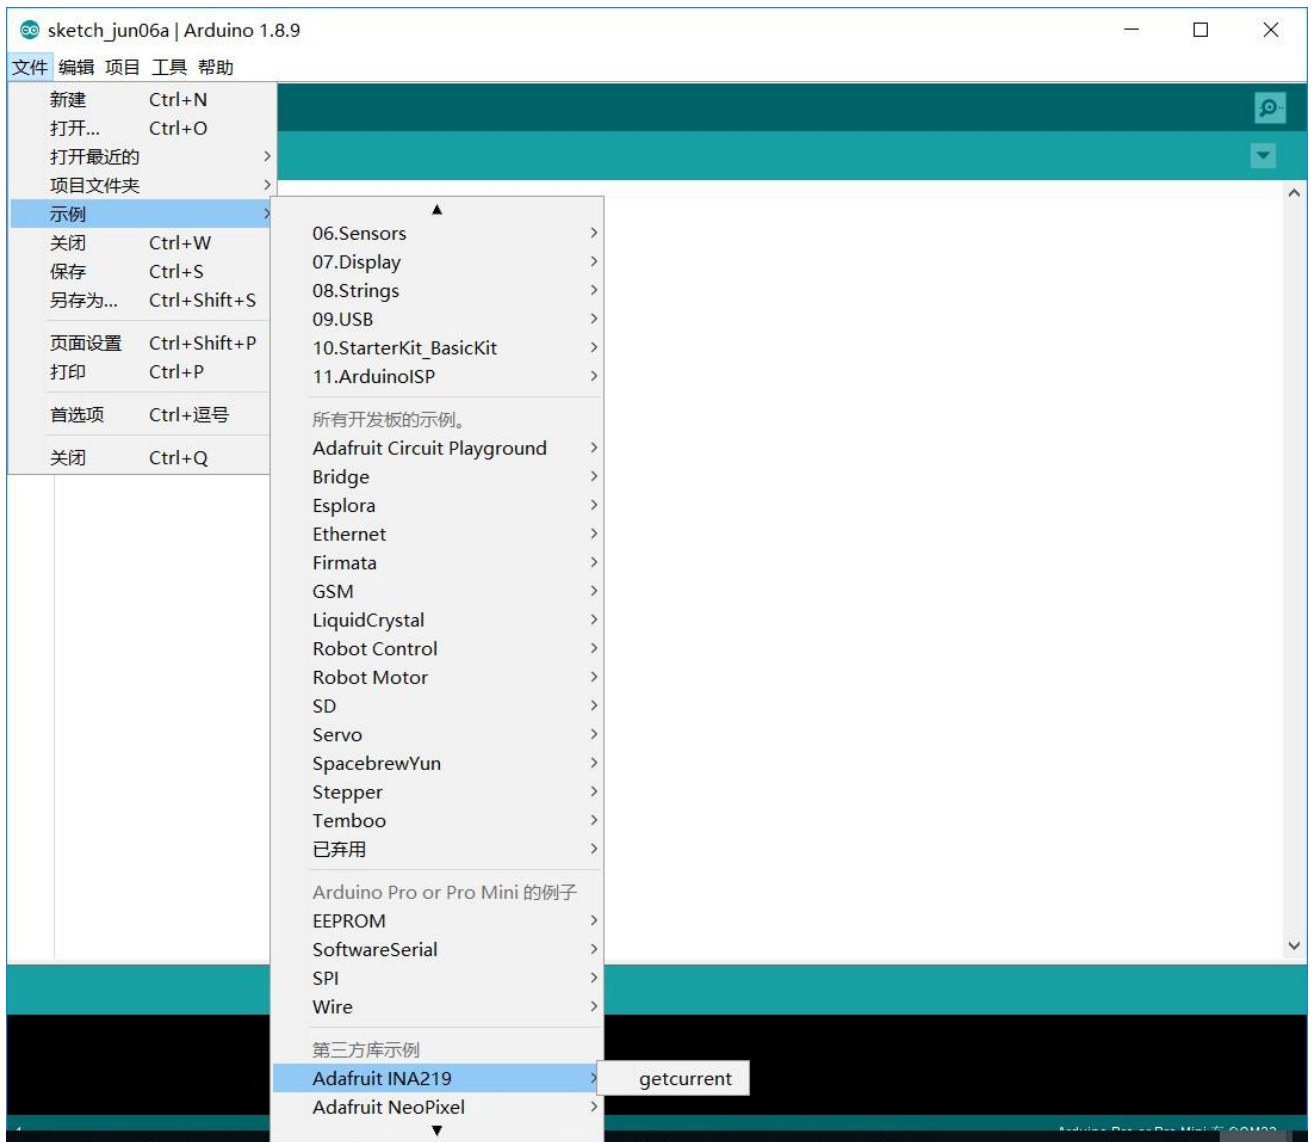 sketch_jun06a | Arduino 1.8.9
文件 编辑 项目 工具 帮助
新建 Ctrl+N
打开... Ctrl+O
打开最近的
项目文件夹
示例
关闭 Ctrl+W
保存 Ctrl+S
另存为... Ctrl+Shift+S
页面设置 Ctrl+Shift+P
打印 Ctrl+P
首选项 Ctrl+逗号
关闭 Ctrl+Q
06.Sensors
07.Display
08.Strings
09.USB
10.StarterKit_BasicKit
11.ArduinoISP
所有开发板的示例。
Adafruit Circuit Playground
Bridge
Esplora
Ethernet
Firmata
GSM
LiquidCrystal
Robot Control
Robot Motor
SD
Servo
SpacebrewYun
Stepper
Temboo
已弃用
Arduino Pro or Pro Mini 的例子
EEPROM
SoftwareSerial
SPI
Wire
第三方库示例
Adafruit INA219
getcurrent
Adafruit NeoPixel